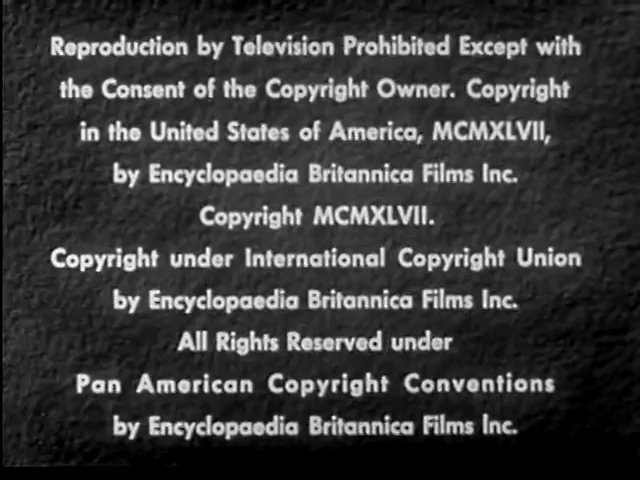 Reproduction by Television Prohibited Except with
the Consent of the Copyright Owner. Copyright
in the United States of America, MCMXLVII,
by Encyclopaedia Britannica Films Inc.
Copyright MCMXLVII.
Copyright under International Copyright Union
by Encyclopaedia Britannica Films Inc.
All Rights Reserved under
Pan American Copyright Conventions
by Encyclopaedia Britannica Films Inc.